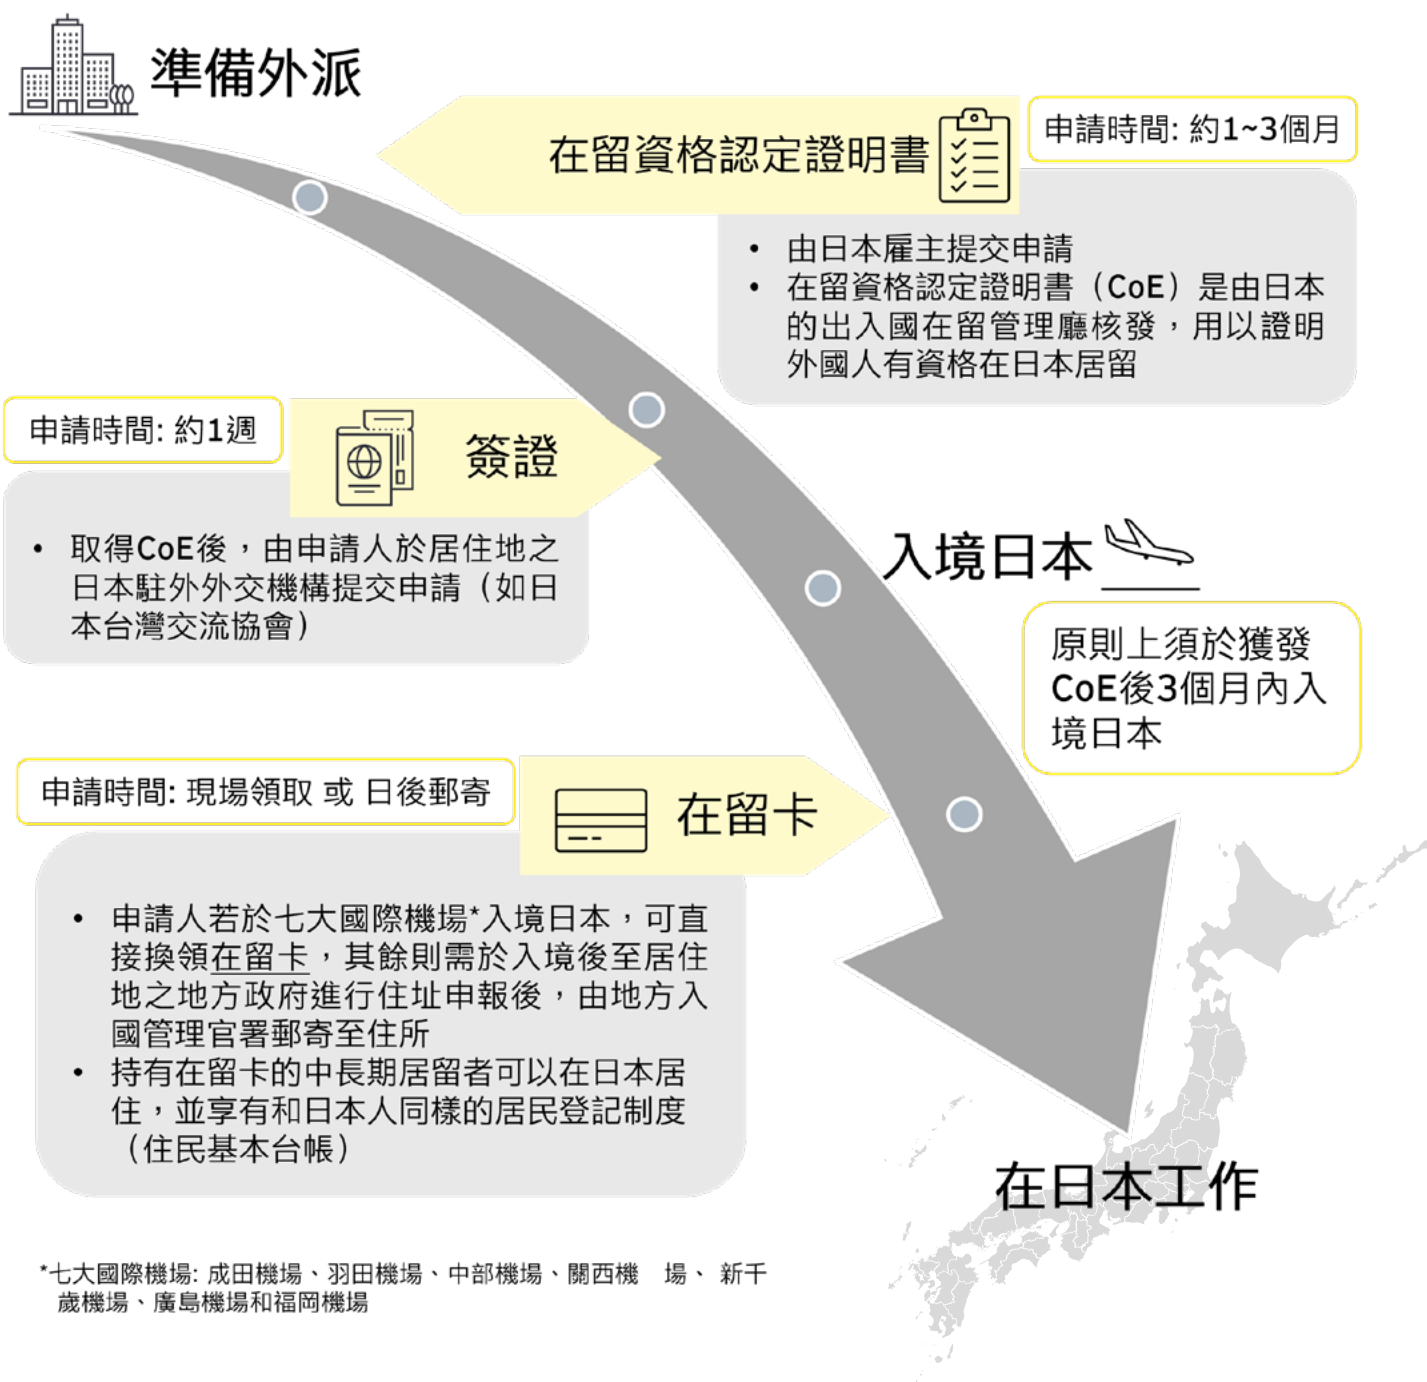 準備外派
在留資格認定證明書
申請時間: 約1~3個月
• 由日本雇主提交申請
• 在留資格認定證明書（CoE）是由日本
的出入國在留管理廳核發，用以證明
外國人有資格在日本居留
申請時間: 約1週
簽證
• 取得CoE後，由申請人於居住地之
日本駐外外交機構提交申請（如日
本台灣交流協會）
入境日本
原則上須於獲發
CoE後3個月內入
境日本
申請時間: 現場領取 或 日後郵寄
在留卡
• 申請人若於七大國際機場*入境日本，可直
接換領在留卡，其餘則需於入境後至居住
地之地方政府進行住址申報後，由地方入
國管理官署郵寄至住所
• 持有在留卡的中長期居留者可以在日本居
住，並享有和日本人同樣的居民登記制度
（住民基本台帳）
在日本工作
*七大國際機場: 成田機場、羽田機場、中部機場、關西機　場、 新千
歲機場、廣島機場和福岡機場